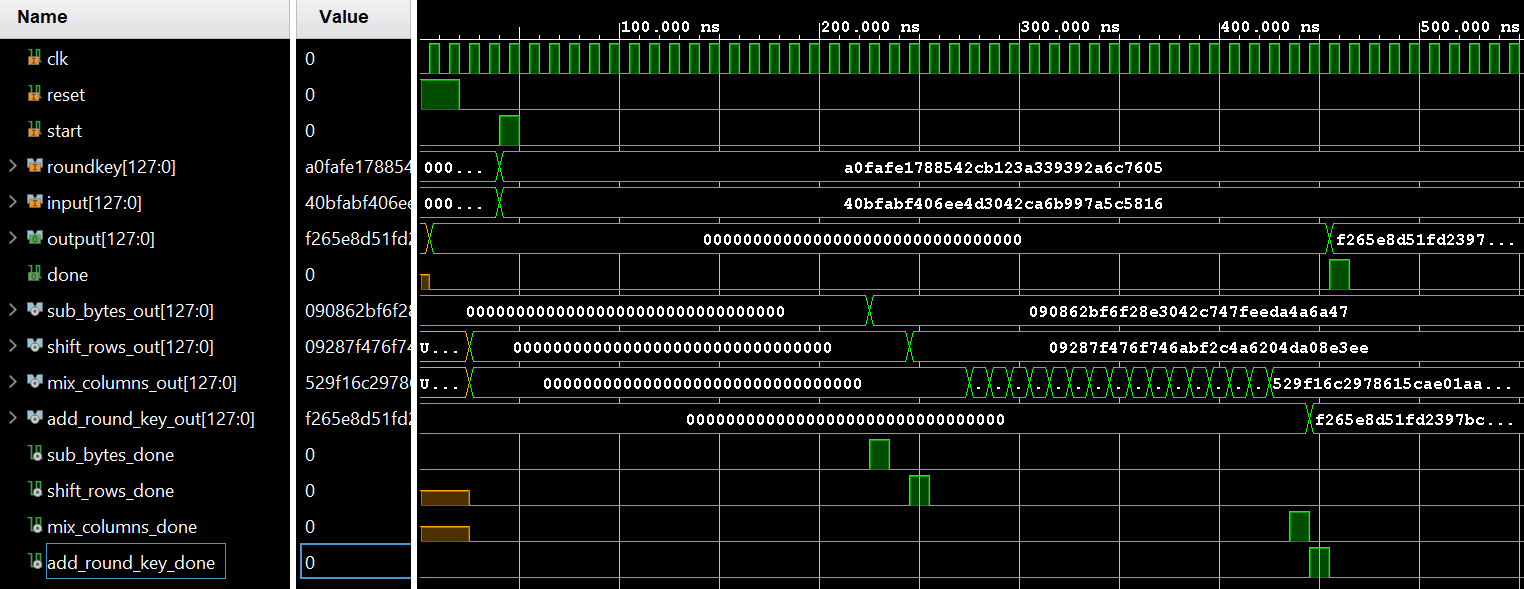 Name Value
100.000 ns 200.000 ns 300.000 ns 400.000 ns 500.000 ns
clk 0
reset 0
start 0
roundkey[127:0] a0fafe1788542 000... a0fafe1788542cb123a339392a6c7605
input[127:0] 40bfabf406ee 000... 40bfabf406ee4d3042ca6b997a5c5816
output[127:0] f265e8d51fd2 00000000000000000000000000000000 f265e8d51fd2397...
done 0
sub_bytes_out[127:0] 090862bf6f28 00000000000000000000000000000000 090862bf6f28e3042c747feeda4a6a47
shift_rows_out[127:0] 09287f476f74 U... 00000000000000000000000000000000 09287f476f746abf2c4a6204da08e3ee
mix_columns_out[127:0] 529f16c29786 U... 00000000000000000000000000000000 . . . . . . . . . . . . . . . 529f16c2978615cae01aa...
add_round_key_out[127:0] f265e8d51fd2 00000000000000000000000000000000 f265e8d51fd2397bc...
sub_bytes_done 0
shift_rows_done 0
mix_columns_done 0
add_round_key_done 0